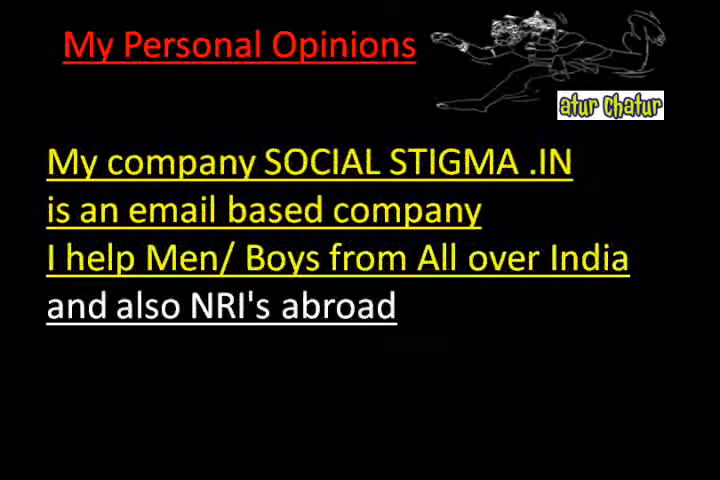 My Personal Opinions
atur chatur
My company SOCIAL STIGMA .IN
is an email based company
I help Men/ Boys from All over India
and also NRI's abroad